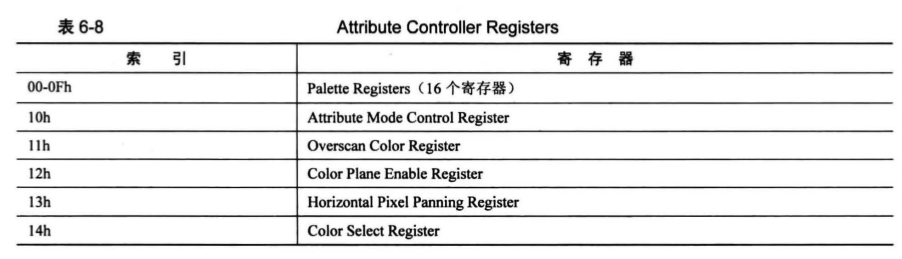 表 6-8 Attribute Controller Registers
索 引 寄 存 器
00-0Fh Palette Registers（16 个寄存器）
10h Attribute Mode Control Register
11h Overscan Color Register
12h Color Plane Enable Register
13h Horizontal Pixel Panning Register
14h Color Select Register